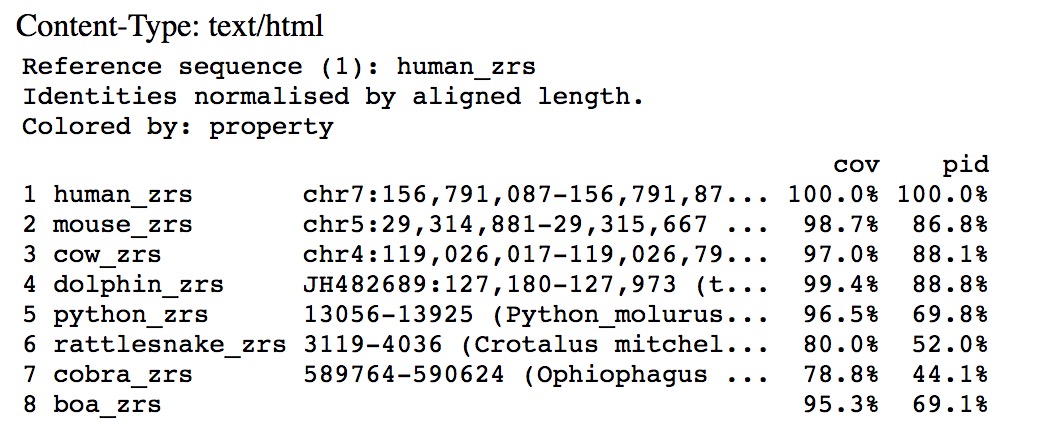 Content-Type: text/html
Reference sequence (1): human_zrs
Identities normalised by aligned length.
Colored by: property
cov pid
1 human_zrs chr7:156,791,087-156,791,87... 100.0% 100.0%
2 mouse_zrs chr5:29,314,881-29,315,667 ... 98.7% 86.8%
3 cow_zrs chr4:119,026,017-119,026,79... 97.0% 88.1%
4 dolphin_zrs JH482689:127,180-127,973 (t... 99.4% 88.8%
5 python_zrs 13056-13925 (Python_molurus... 96.5% 69.8%
6 rattlesnake_zrs 3119-4036 (Crotalus mitchel... 80.0% 52.0%
7 cobra_zrs 589764-590624 (Ophiophagus ... 78.8% 44.1%
8 boa_zrs 95.3% 69.1%